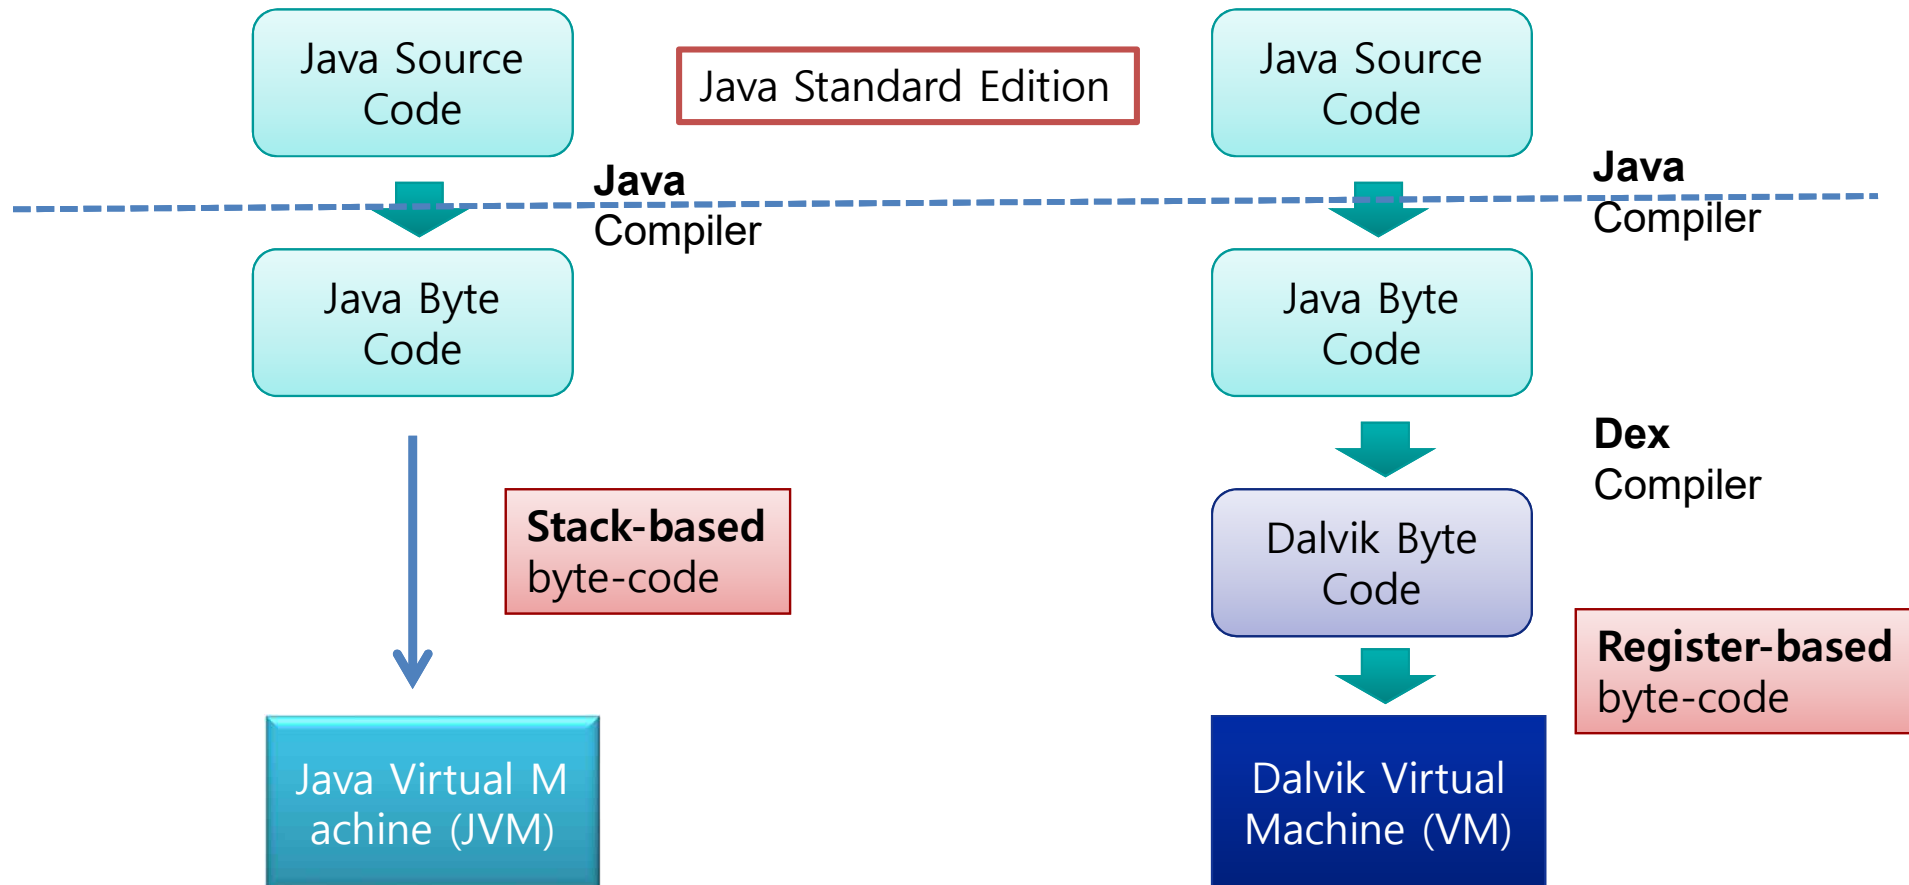 Java Source
Code
Java Standard Edition
Java Source
Code
Java
Compiler
Java
Compiler
Java Byte
Code
Java Byte
Code
Dex
Compiler
Stack-based
byte-code
Dalvik Byte
Code
Register-based
byte-code
Java Virtual M
achine (JVM)
Dalvik Virtual
Machine (VM)